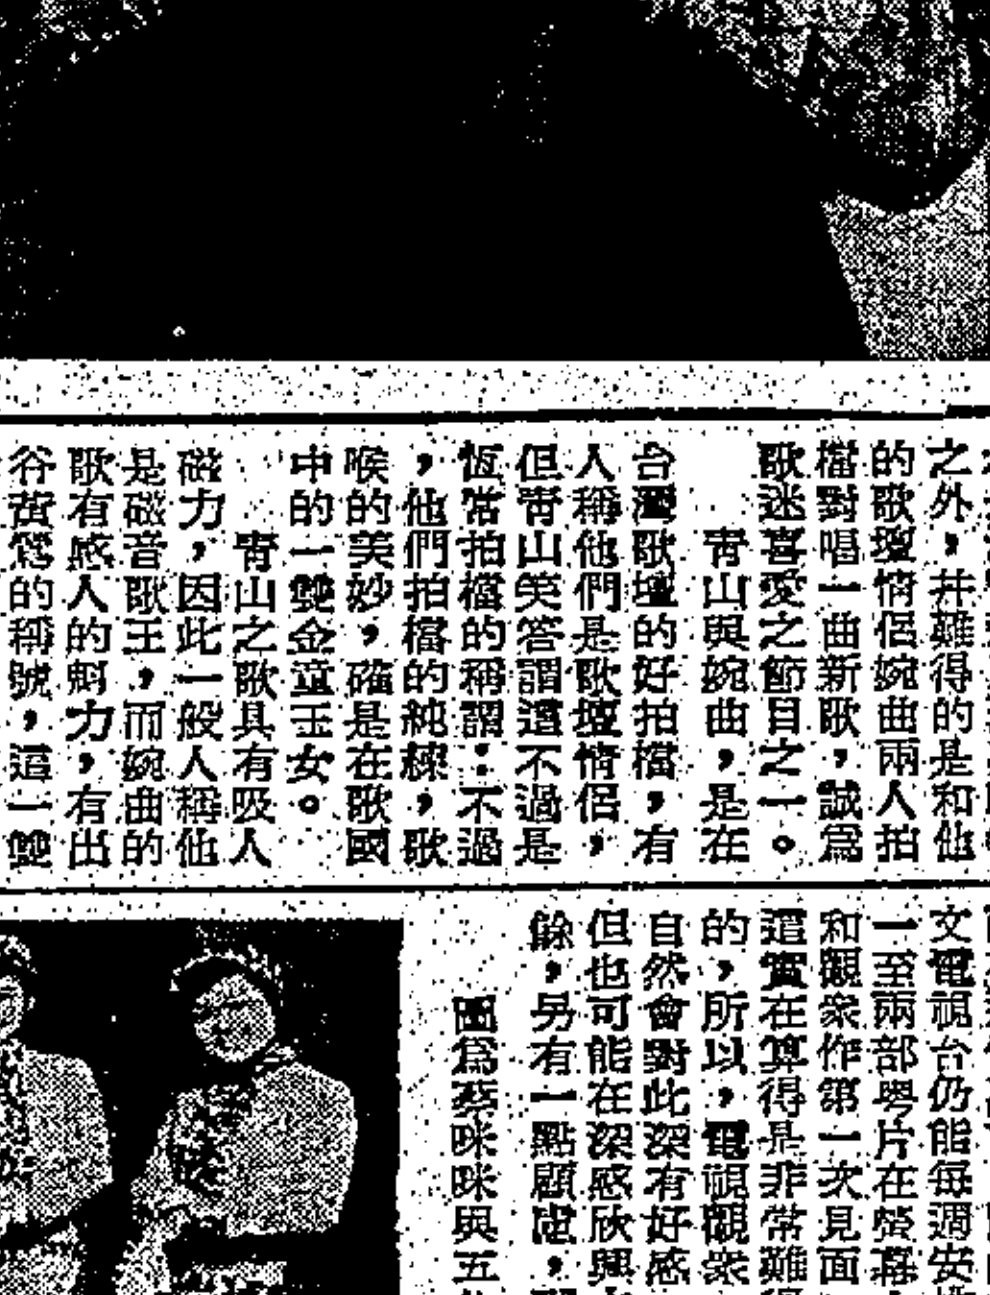 之外，井難得的是和他
的歌壇情侶婉曲兩人拍
檔對唱一曲新歌，誠爲
歌迷喜愛之節目之一。
青山與婉曲，是在
台灣歌壇的好拍檔，有
人稱他們是歌壇情侶，
但青山笑答謂還不過是
恆常拍檔的稱謂：不過
，他們拍檔的純樸，歌
喉的美妙，確是在歌國
中的一雙金童玉女。
青山之歌具有吸人
磁力，因此一般人稱他
是磁音歌王，而婉曲的
歌有感人的魅力，有出
谷黃鶯的稱號，這一雙
文電視台仍能每週安
一至兩部粵片在熒幕
和觀衆作第一次見面
這實在算得是非常難
的，所以，電視觀衆
自然會對此深有好感
但也可能在深感欣興
餘，另有一點顧慮，
圖爲蔡咪咪與五